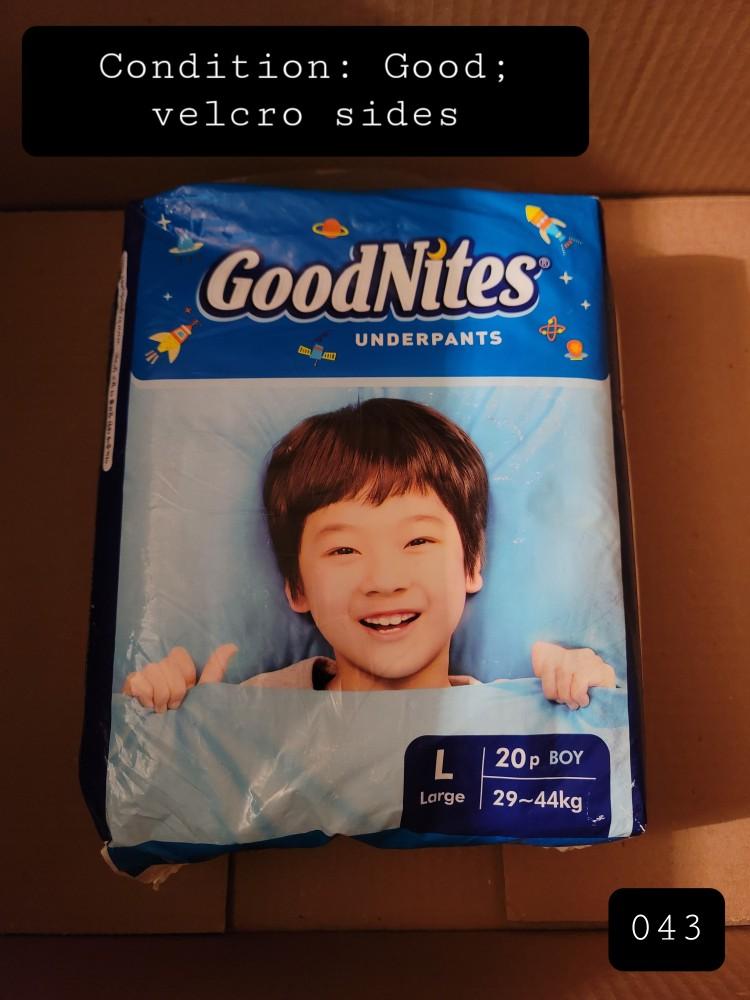 Condition: Good;
velcro sides
GoodNites®
UNDERPANTS
L
Large
20p BOY
29~44kg
043